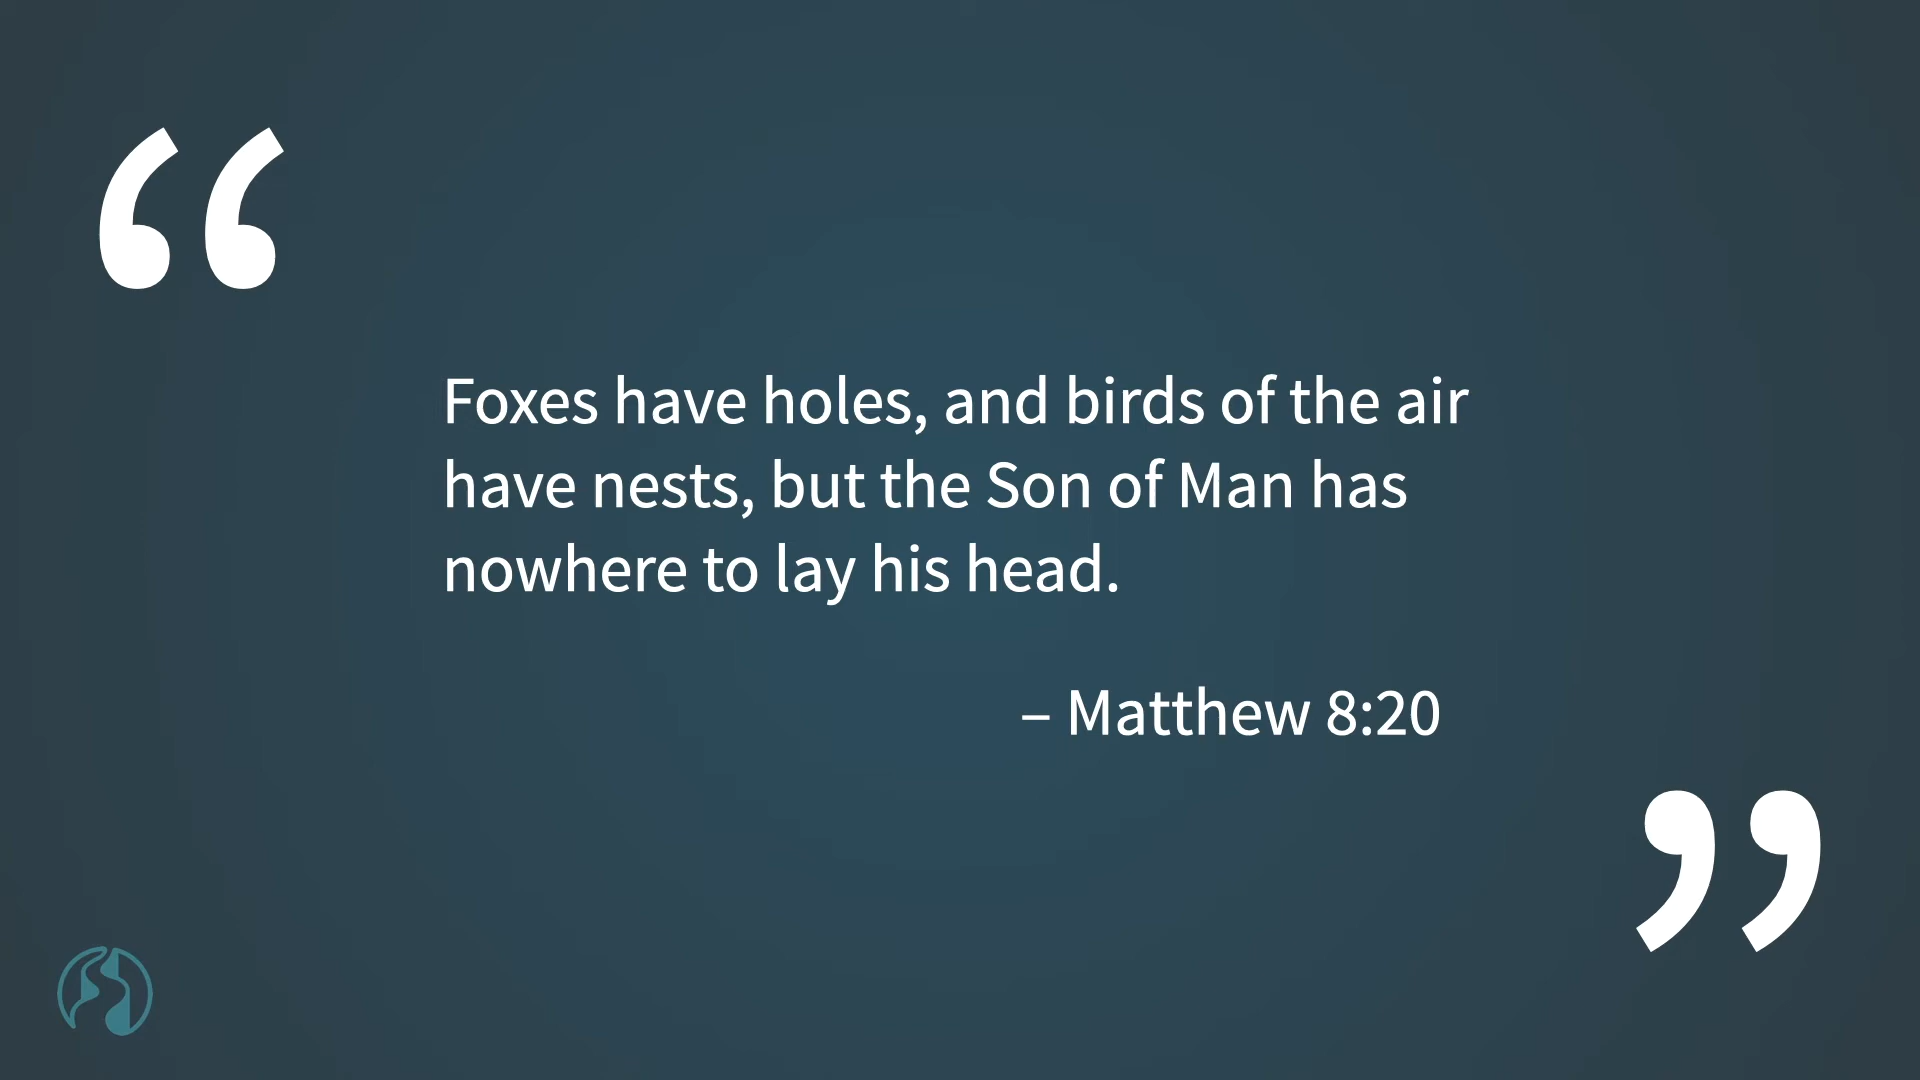 “
Foxes have holes, and birds of the air
have nests, but the Son of Man has
nowhere to lay his head.
– Matthew 8:20
”